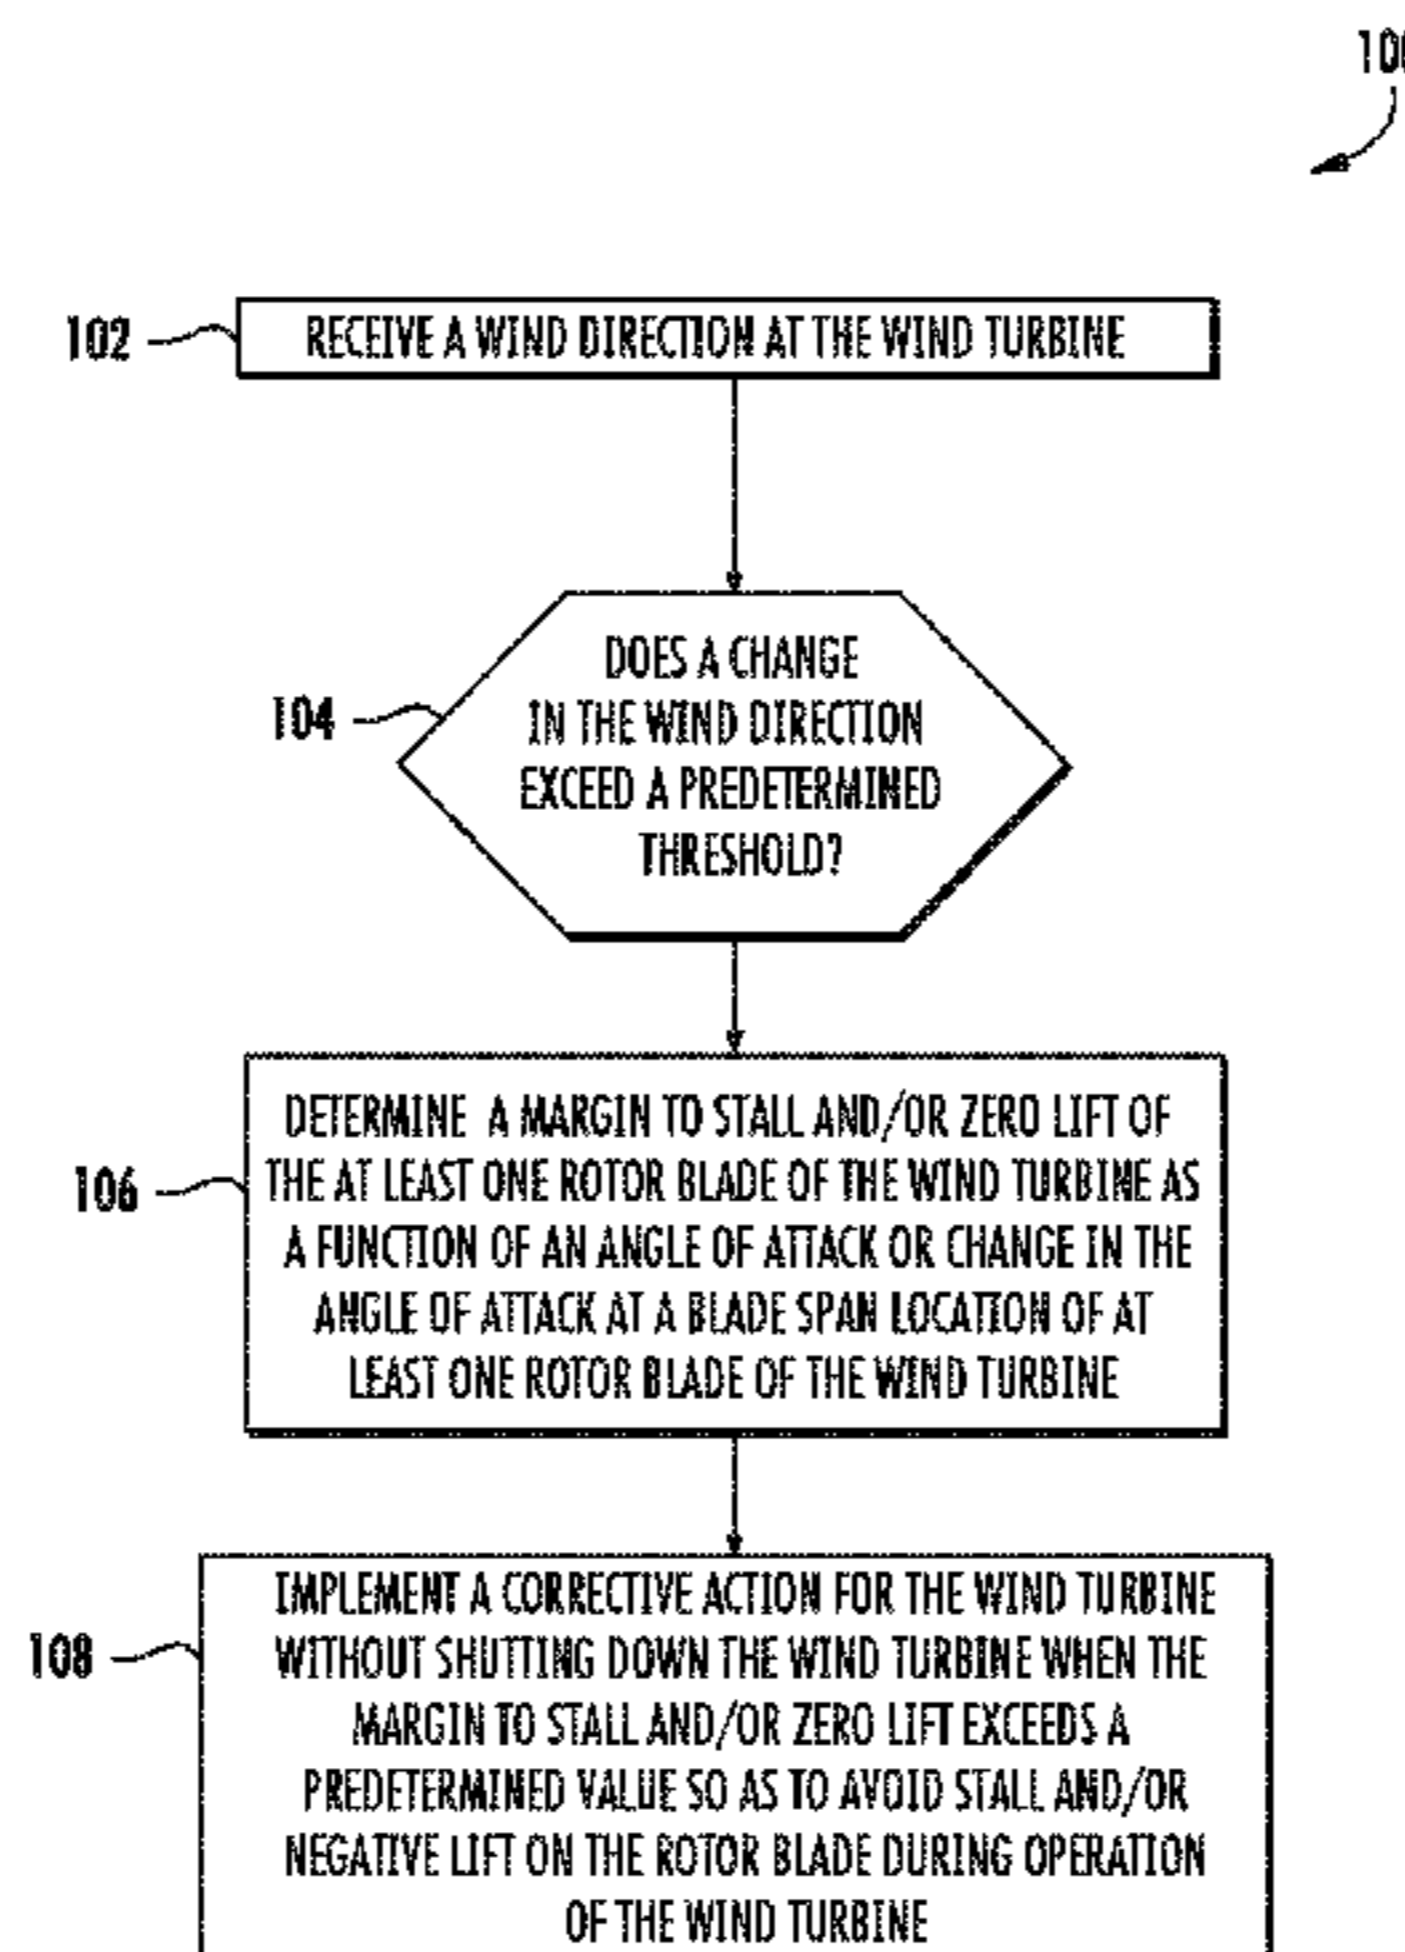 102
RECEIVE A WIND DIRECTION AT THE WIND TURBINE
104
DOES A CHANGE
IN THE WIND DIRECTION
EXCEED A PREDETERMINED
THRESHOLD?
106
DETERMINE A MARGIN TO STALL AND/OR ZERO LIFT OF
THE AT LEAST ONE ROTOR BLADE OF THE WIND TURBINE AS
A FUNCTION OF AN ANGLE OF ATTACK OR CHANGE IN THE
ANGLE OF ATTACK AT A BLADE SPAN LOCATION OF AT
LEAST ONE ROTOR BLADE OF THE WIND TURBINE
108
IMPLEMENT A CORRECTIVE ACTION FOR THE WIND TURBINE
WITHOUT SHUTTING DOWN THE WIND TURBINE WHEN THE
MARGIN TO STALL AND/OR ZERO LIFT EXCEEDS A
PREDETERMINED VALUE SO AS TO AVOID STALL AND/OR
NEGATIVE LIFT ON THE ROTOR BLADE DURING OPERATION
OF THE WIND TURBINE